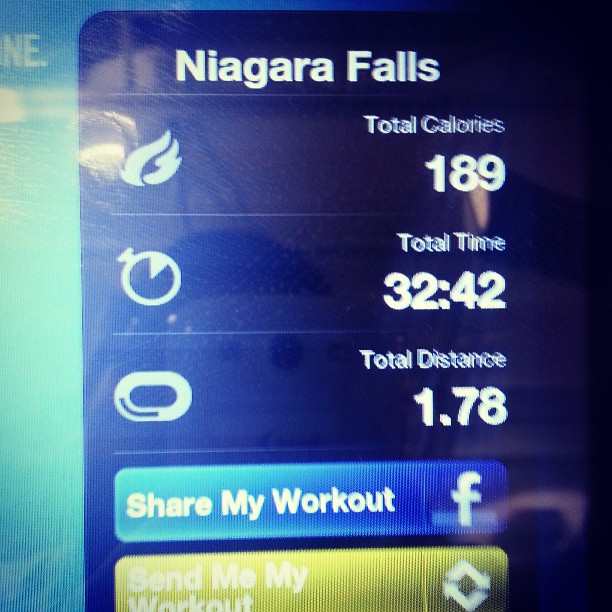 NE.
Niagara Falls
Total Calories
189
Total Time
32:42
Total Distance
1.78
Share My Workout f
Send Me My
Workout